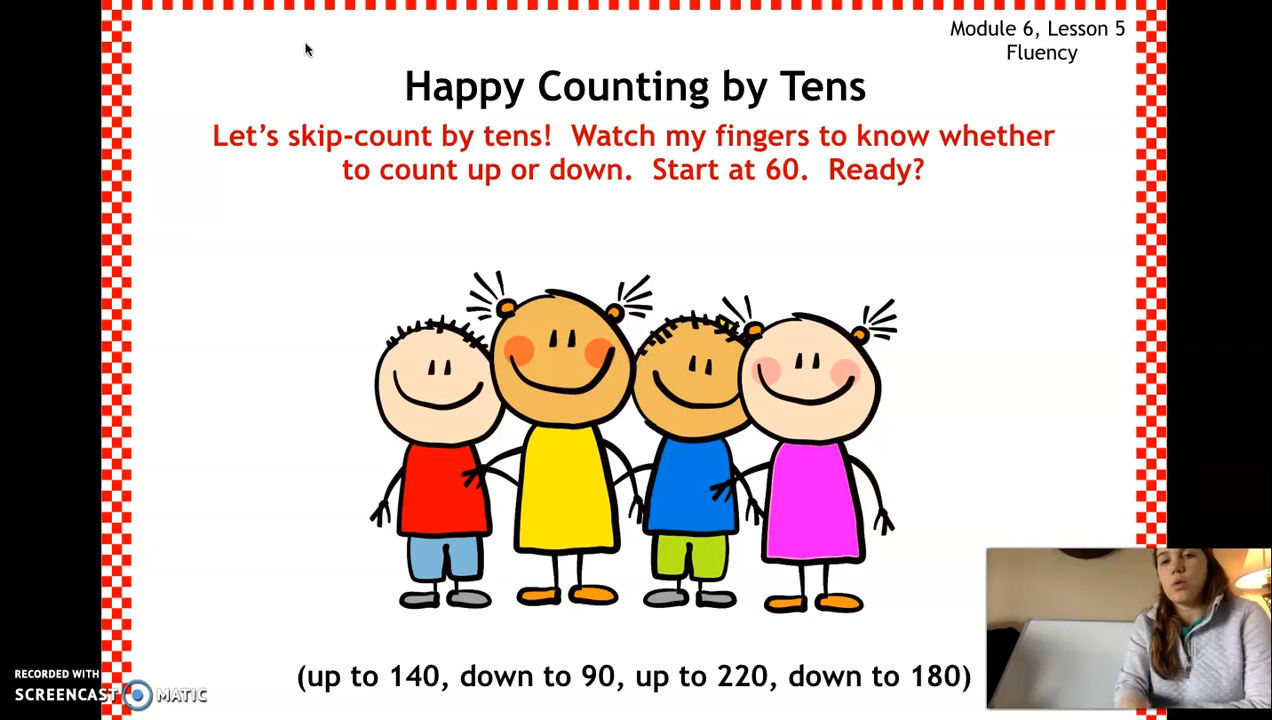 Module 6, Lesson 5
Fluency
Happy Counting by Tens
Let's skip-count by tens!  Watch my fingers to know whether
to count up or down.  Start at 60.  Ready?
(up to 140, down to 90, up to 220, down to 180)
RECORDED WITH
SCREENCAST MATIC